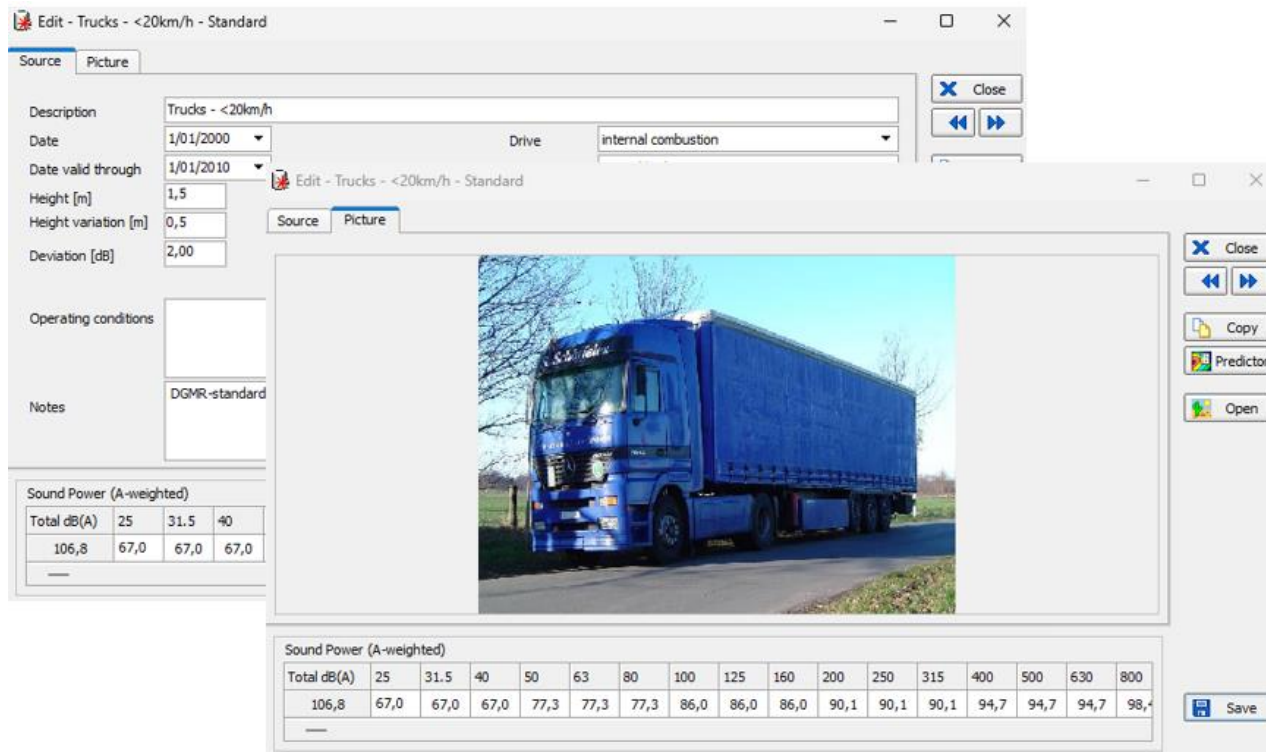 Edit - Trucks - <20km/h - Standard
Source Picture
Close
Description Trucks - <20km/h
Date 1/01/2000 Drive internal combustion
Date valid through 1/01/2010
Height [m] 1,5
Height variation [m] 0,5
Deviation [dB] 2,00
Operating conditions
Notes DGMR-standard
Sound Power (A-weighted)
Total dB(A) 25 31.5 40
106,8 67,0 67,0 67,0
Edit - Trucks - <20km/h - Standard
Source Picture
Close
Copy
Predictor
Open
Sound Power (A-weighted)
Total dB(A) 25 31.5 40 50 63 80 100 125 160 200 250 315 400 500 630 800
106,8 67,0 67,0 67,0 77,3 77,3 77,3 86,0 86,0 86,0 90,1 90,1 90,1 94,7 94,7 94,7 98,4
Save